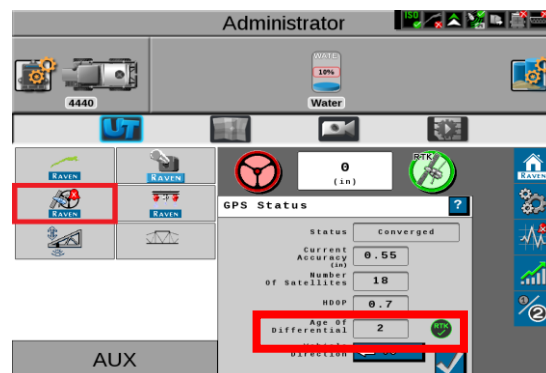 Administrator
ISO
4440
WATE
10%
Water
UT
RAVEN
RAVEN
RAVEN
RAVEN
0
(in)
RTK
RAVEN
GPS Status
?
Status
Converged
Current
Accuracy
(in)
0.55
Number
Of Satellites
18
HDOP
0.7
Age Of
Differential
2
RTK
Direction
①/②
AUX